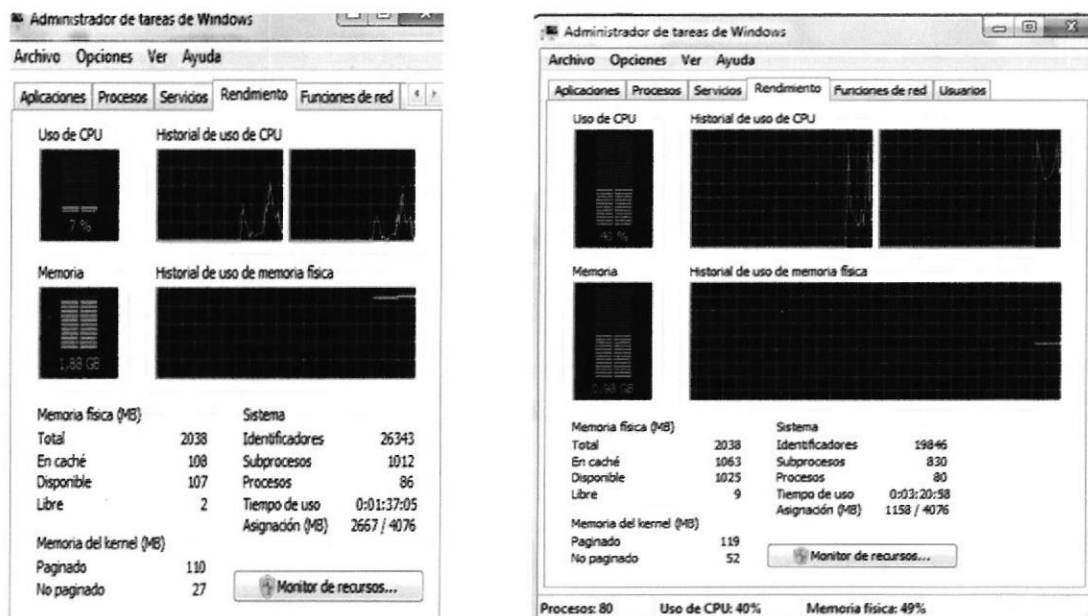 Administrador de tareas de Windows
Archivo Opciones Ver Ayuda
Aplicaciones Procesos Servicios Rendimiento Funciones de red
Uso de CPU Historial de uso de CPU
7 %
Memoria Historial de uso de memoria física
1,88 GB
Memoria física (MB) Sistema
Total 2038 Identificadores 26343
En caché 108 Subprocesos 1012
Disponible 107 Procesos 86
Libre 2 Tiempo de uso 0:01:37:05
Asignación (MB) 2667 / 4076
Memoria del kernel (MB)
Paginado 110
No paginado 27 Monitor de recursos...
Administrador de tareas de Windows
Archivo Opciones Ver Ayuda
Aplicaciones Procesos Servicios Rendimiento Funciones de red Usuarios
Uso de CPU Historial de uso de CPU
40 %
Memoria Historial de uso de memoria física
0,98 GB
Memoria física (MB) Sistema
Total 2038 Identificadores 19846
En caché 1063 Subprocesos 830
Disponible 1025 Procesos 80
Libre 9 Tiempo de uso 0:03:20:58
Asignación (MB) 1158 / 4076
Memoria del kernel (MB)
Paginado 119
No paginado 52 Monitor de recursos...
Procesos: 80 Uso de CPU: 40% Memoria física: 49%